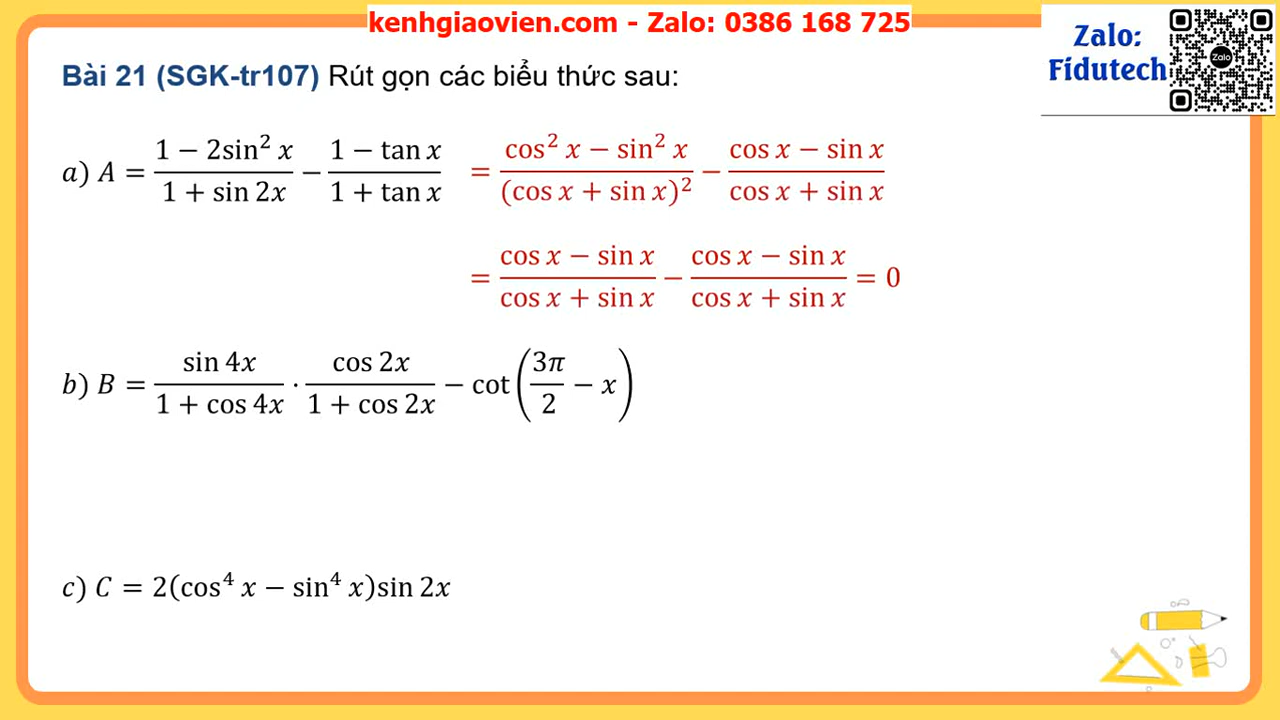 kenhgiaovien.com - Zalo: 0386 168 725
Zalo:
Fidutech
Zalo
Bài 21 (SGK-tr107) Rút gọn các biểu thức sau:
a) A = (1 − 2sin² x)/(1 + sin 2x) − (1 − tan x)/(1 + tan x) = (cos² x − sin² x)/((cos x + sin x)²) − (cos x − sin x)/(cos x + sin x)
= (cos x − sin x)/(cos x + sin x) − (cos x − sin x)/(cos x + sin x) = 0
b) B = (sin 4x)/(1 + cos 4x) · (cos 2x)/(1 + cos 2x) − cot(3π/2 − x)
c) C = 2(cos⁴ x − sin⁴ x)sin 2x